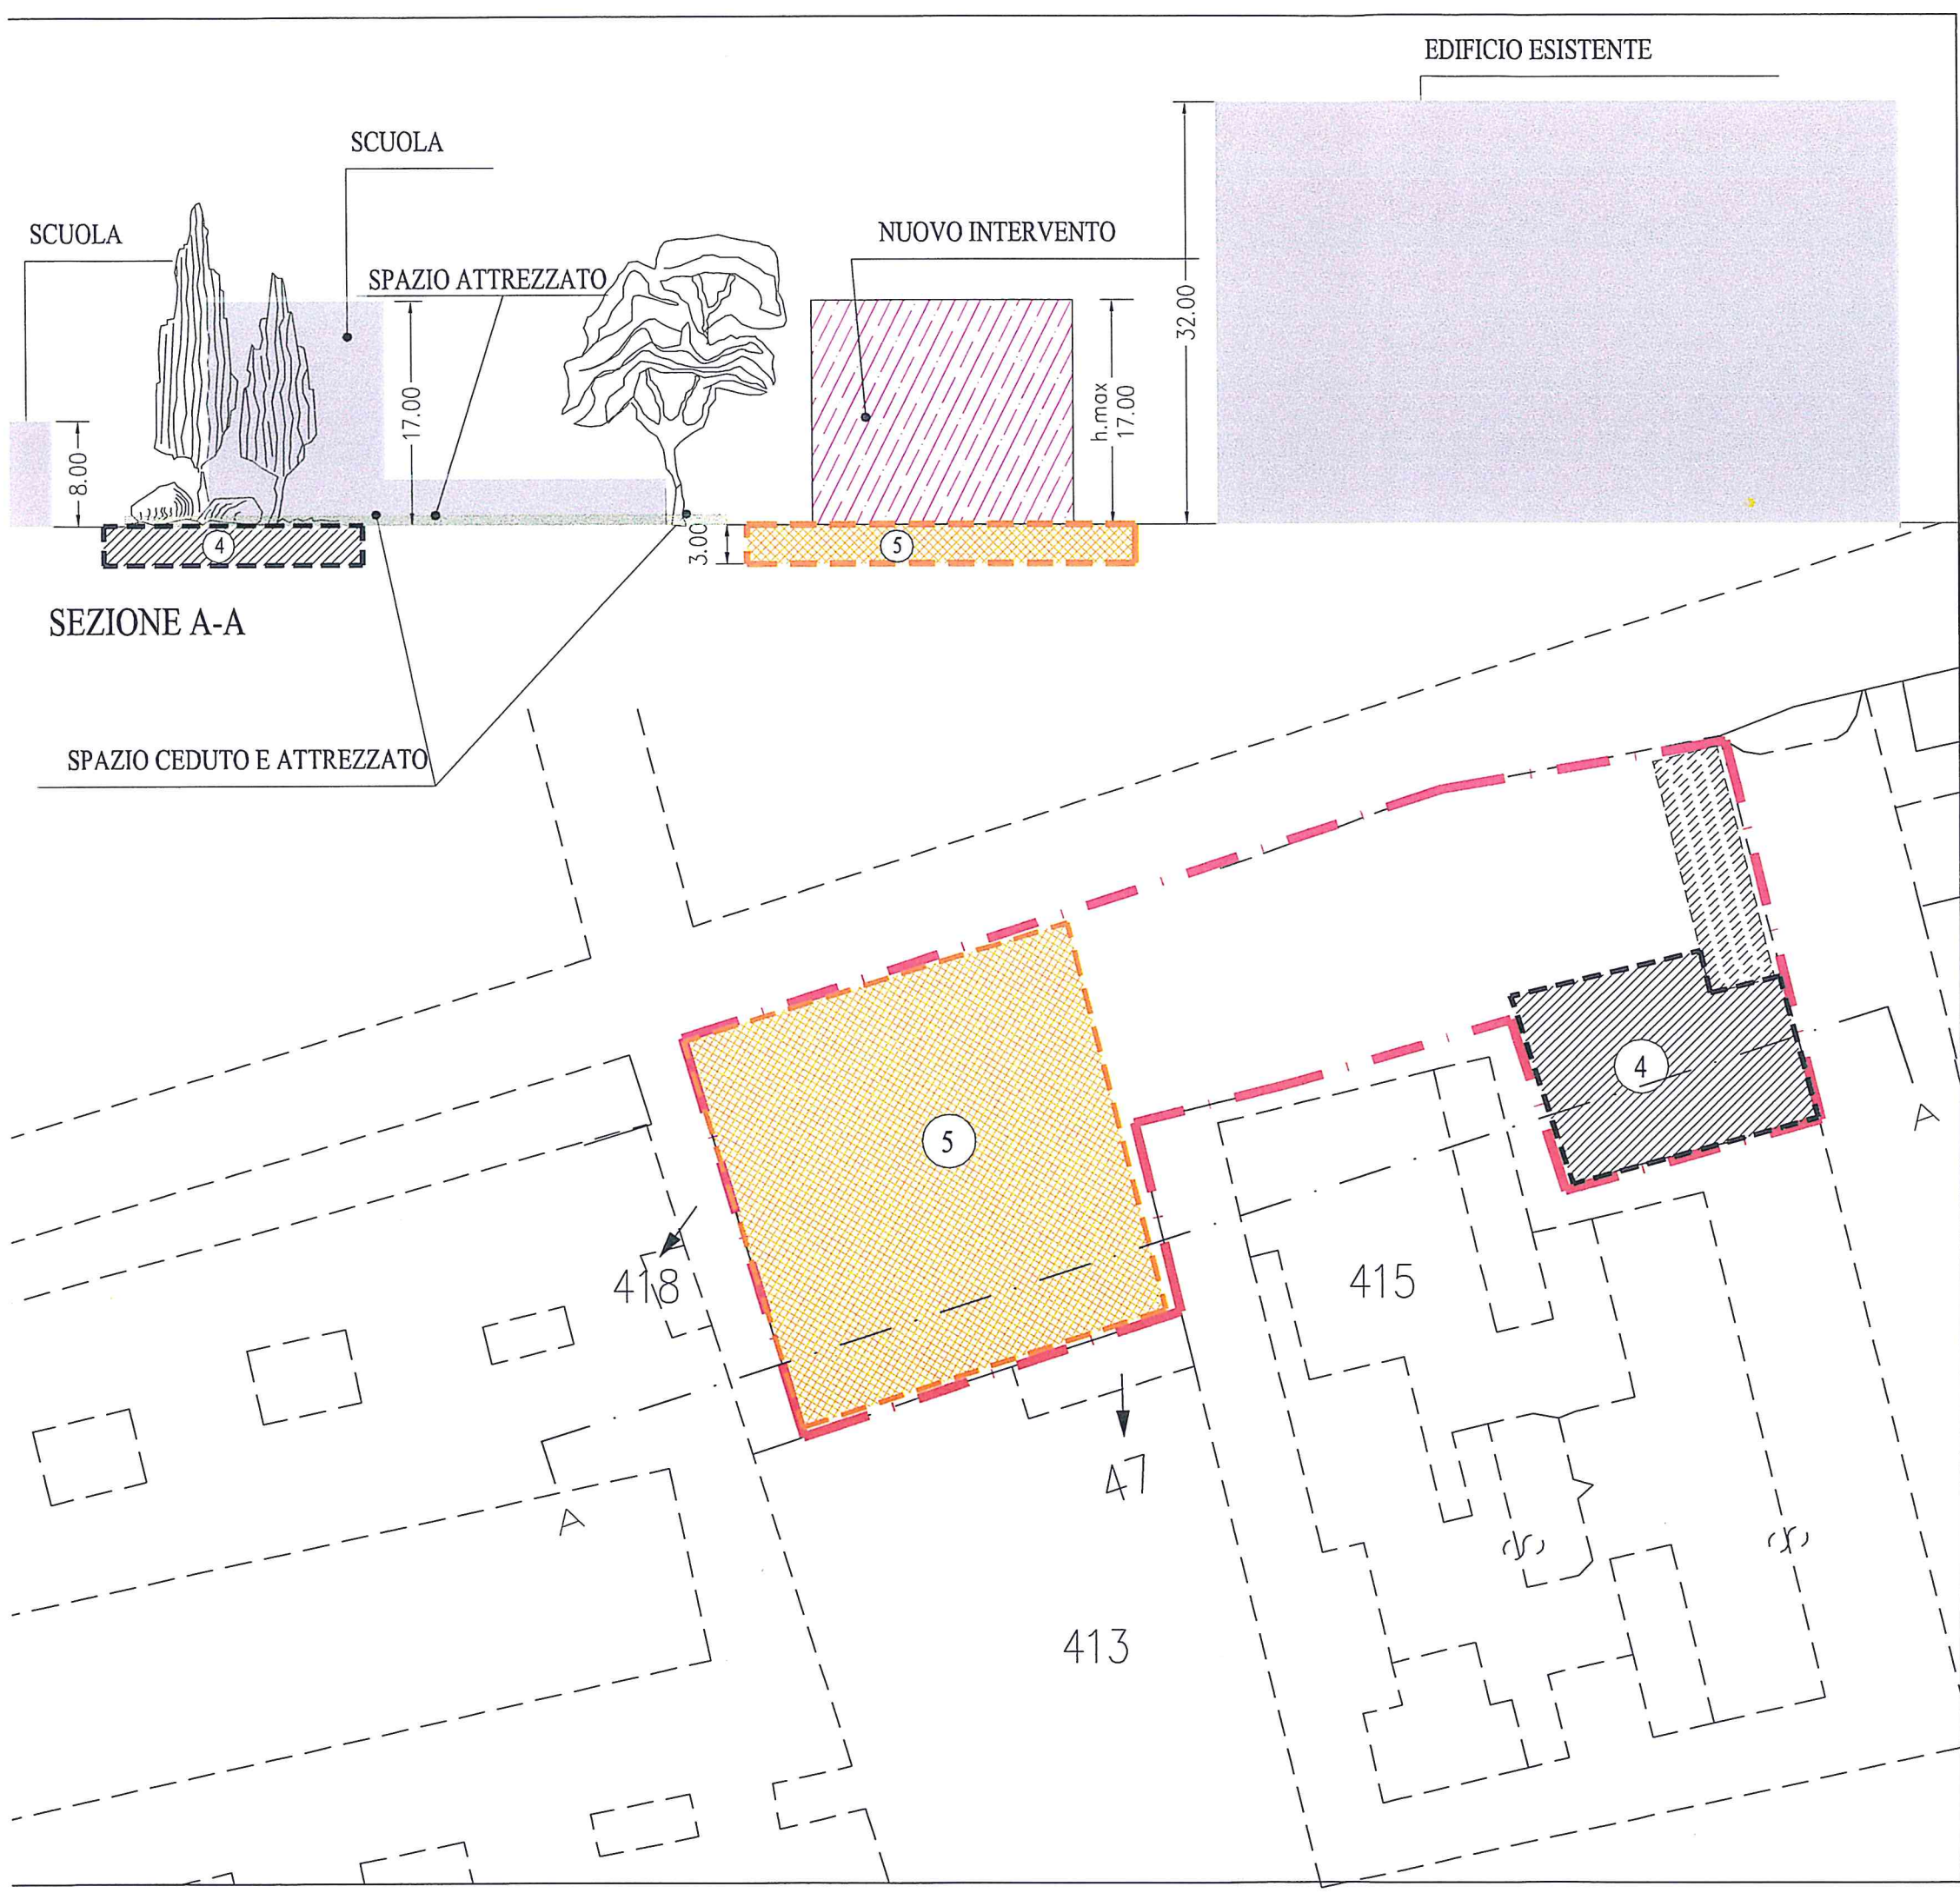 EDIFICIO ESISTENTE
SCUOLA
SCUOLA
NUOVO INTERVENTO
SPAZIO ATTREZZATO
32.00
17.00
h.max
17.00
8.00
3.00
4
5
SEZIONE A-A
SPAZIO CEDUTO E ATTREZZATO
4
A
5
418
415
47
A
413